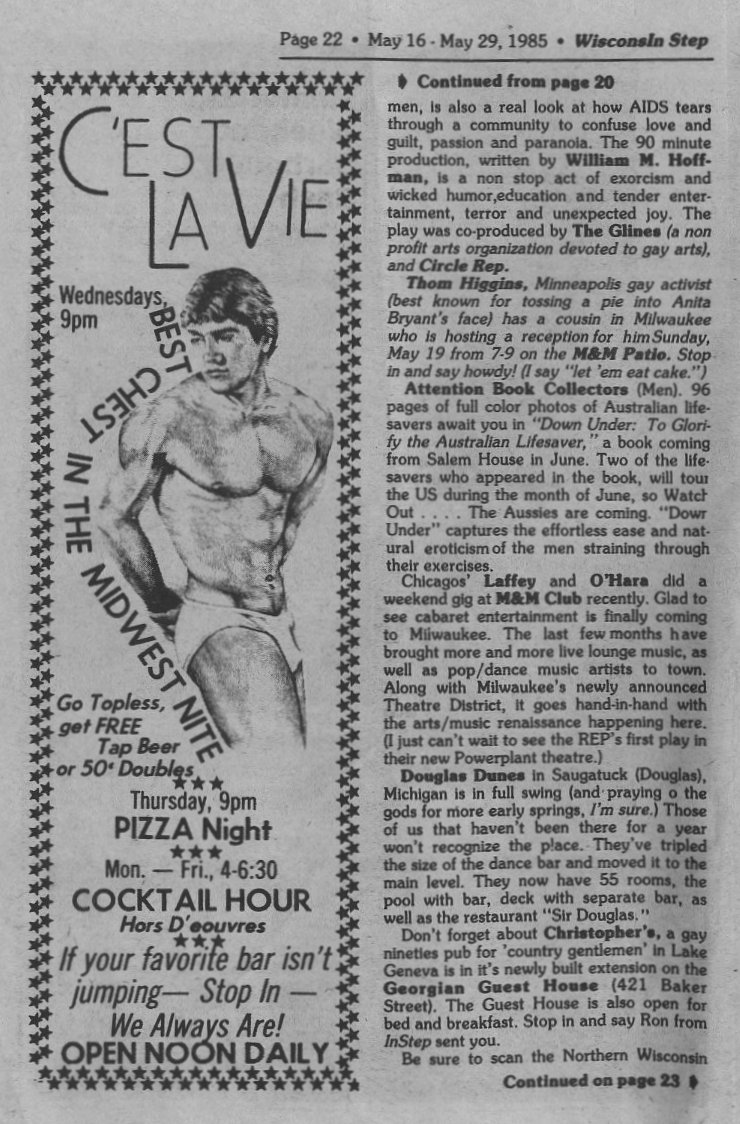 Page 22 • May 16 - May 29, 1985 • Wisconsin Step
C'EST
LA VIE
Wednesdays,
9pm
BEST CHEST IN THE MIDWEST NITE
Go Topless,
get FREE
Tap Beer
or 50¢ Doubles
Thursday, 9pm
PIZZA Night
Mon. — Fri., 4-6:30
COCKTAIL HOUR
Hors D'eouvres
If your favorite bar isn't
jumping— Stop In —
We Always Are!
OPEN NOON DAILY
Continued from page 20
men, is also a real look at how AIDS tears
through a community to confuse love and
guilt, passion and paranoia. The 90 minute
production, written by William M. Hoff-
man, is a non stop act of exorcism and
wicked humor,education and tender enter-
tainment, terror and unexpected joy. The
play was co-produced by The Glines (a non
profit arts organization devoted to gay arts),
and Circle Rep.
Thom Higgins, Minneapolis gay activist
(best known for tossing a pie into Anita
Bryant's face) has a cousin in Milwaukee
who is hosting a reception for him Sunday,
May 19 from 7-9 on the M&M Patio. Stop
in and say howdy! (I say "let 'em eat cake.")
Attention Book Collectors (Men). 96
pages of full color photos of Australian life-
savers await you in "Down Under: To Glori-
fy the Australian Lifesaver," a book coming
from Salem House in June. Two of the life-
savers who appeared in the book, will tour
the US during the month of June, so Watch
Out . . . . The Aussies are coming. "Down
Under" captures the effortless ease and nat-
ural eroticism of the men straining through
their exercises.
Chicagos' Laffey and O'Hara did a
weekend gig at M&M Club recently. Glad to
see cabaret entertainment is finally coming
to Milwaukee. The last few months have
brought more and more live lounge music, as
well as pop/dance music artists to town.
Along with Milwaukee's newly announced
Theatre District, it goes hand-in-hand with
the arts/music renaissance happening here.
(I just can't wait to see the REP's first play in
their new Powerplant theatre.)
Douglas Dunes in Saugatuck (Douglas),
Michigan is in full swing (and praying o the
gods for more early springs, I'm sure.) Those
of us that haven't been there for a year
won't recognize the place. They've tripled
the size of the dance bar and moved it to the
main level. They now have 55 rooms, the
pool with bar, deck with separate bar, as
well as the restaurant "Sir Douglas."
Don't forget about Christopher's, a gay
nineties pub for 'country gentlemen' in Lake
Geneva is in it's newly built extension on the
Georgian Guest House (421 Baker
Street). The Guest House is also open for
bed and breakfast. Stop in and say Ron from
InStep sent you.
Be sure to scan the Northern Wisconsin
Continued on page 23